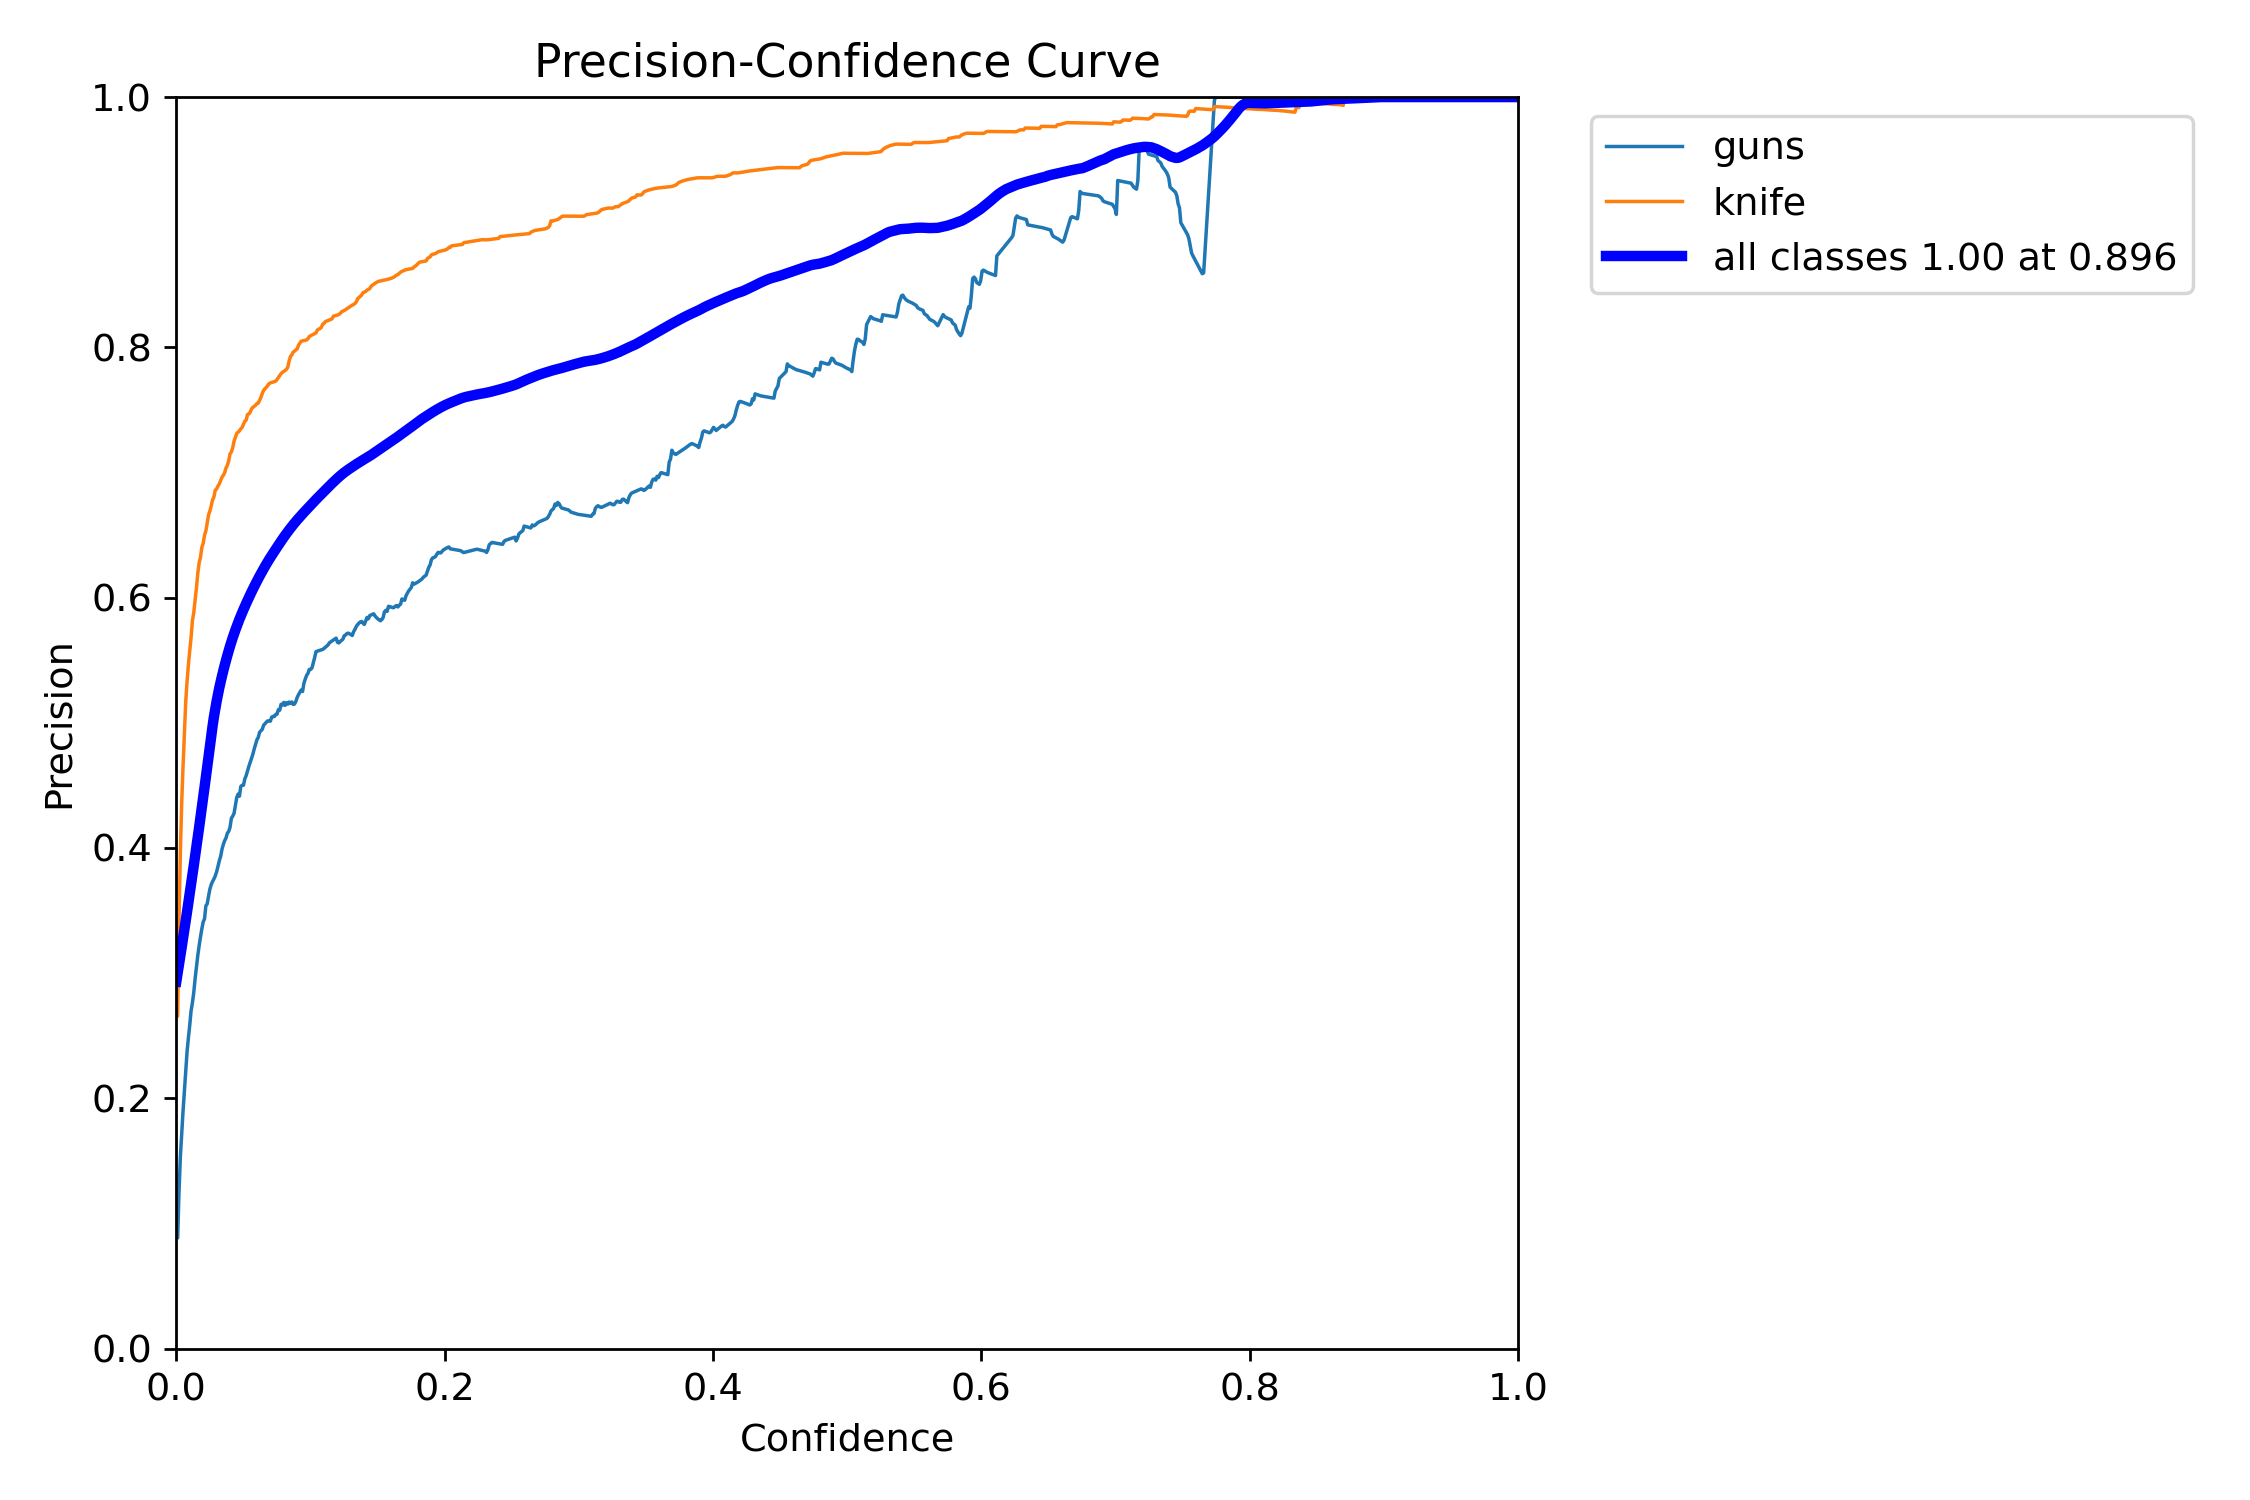 Precision-Confidence Curve
1.0
0.8
0.6
0.4
0.2
0.0
Precision
0.0 0.2 0.4 0.6 0.8 1.0
Confidence
guns
knife
all classes 1.00 at 0.896